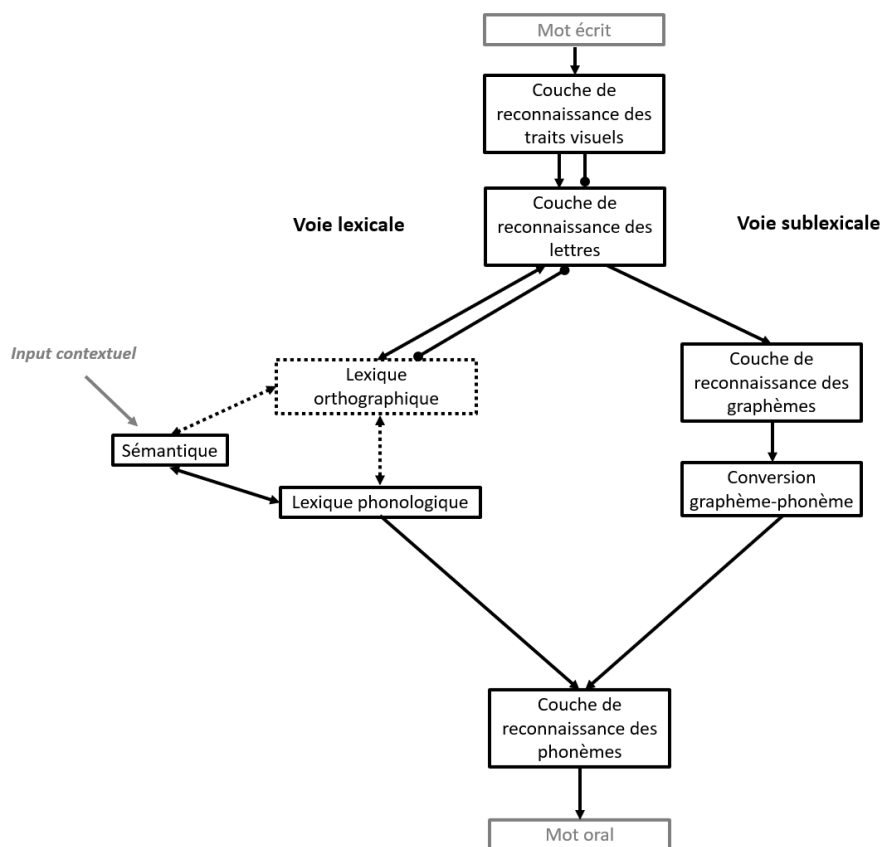 Mot écrit
Couche de
reconnaissance des
traits visuels
Voie lexicale
Couche de
reconnaissance des
lettres
Voie sublexicale
Input contextuel
Lexique
orthographique
Couche de
reconnaissance des
graphèmes
Sémantique
Lexique phonologique
Conversion
graphème-phonème
Couche de
reconnaissance des
phonèmes
Mot oral